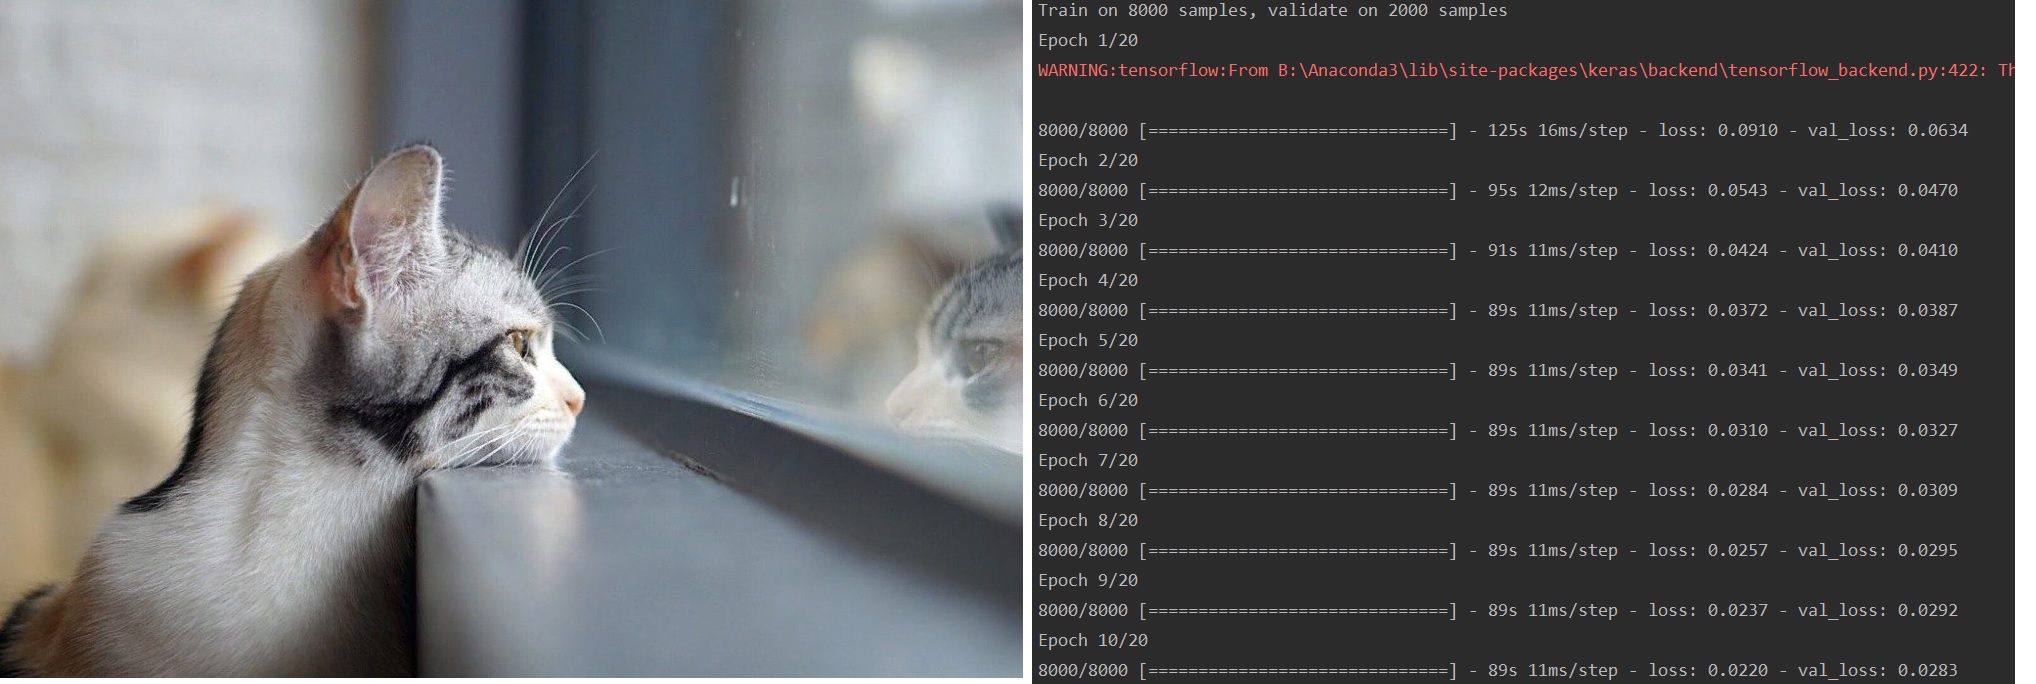 Train on 8000 samples, validate on 2000 samples
Epoch 1/20
WARNING:tensorflow:From B:\Anaconda3\lib\site-packages\keras\backend\tensorflow_backend.py:422: Th
8000/8000 [==============================] - 125s 16ms/step - loss: 0.0910 - val_loss: 0.0634
Epoch 2/20
8000/8000 [==============================] - 95s 12ms/step - loss: 0.0543 - val_loss: 0.0470
Epoch 3/20
8000/8000 [==============================] - 91s 11ms/step - loss: 0.0424 - val_loss: 0.0410
Epoch 4/20
8000/8000 [==============================] - 89s 11ms/step - loss: 0.0372 - val_loss: 0.0387
Epoch 5/20
8000/8000 [==============================] - 89s 11ms/step - loss: 0.0341 - val_loss: 0.0349
Epoch 6/20
8000/8000 [==============================] - 89s 11ms/step - loss: 0.0310 - val_loss: 0.0327
Epoch 7/20
8000/8000 [==============================] - 89s 11ms/step - loss: 0.0284 - val_loss: 0.0309
Epoch 8/20
8000/8000 [==============================] - 89s 11ms/step - loss: 0.0257 - val_loss: 0.0295
Epoch 9/20
8000/8000 [==============================] - 89s 11ms/step - loss: 0.0237 - val_loss: 0.0292
Epoch 10/20
8000/8000 [==============================] - 89s 11ms/step - loss: 0.0220 - val_loss: 0.0283